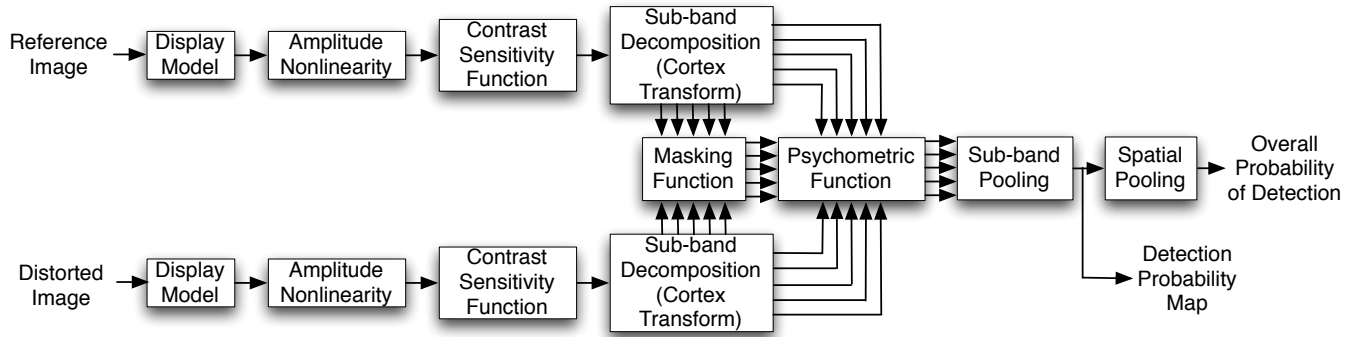 Reference
Image
Display
Model
Amplitude
Nonlinearity
Contrast
Sensitivity
Function
Sub-band
Decomposition
(Cortex
Transform)
Masking
Function
Psychometric
Function
Sub-band
Pooling
Spatial
Pooling
Overall
Probability
of Detection
Distorted
Image
Display
Model
Amplitude
Nonlinearity
Contrast
Sensitivity
Function
Sub-band
Decomposition
(Cortex
Transform)
Detection
Probability
Map